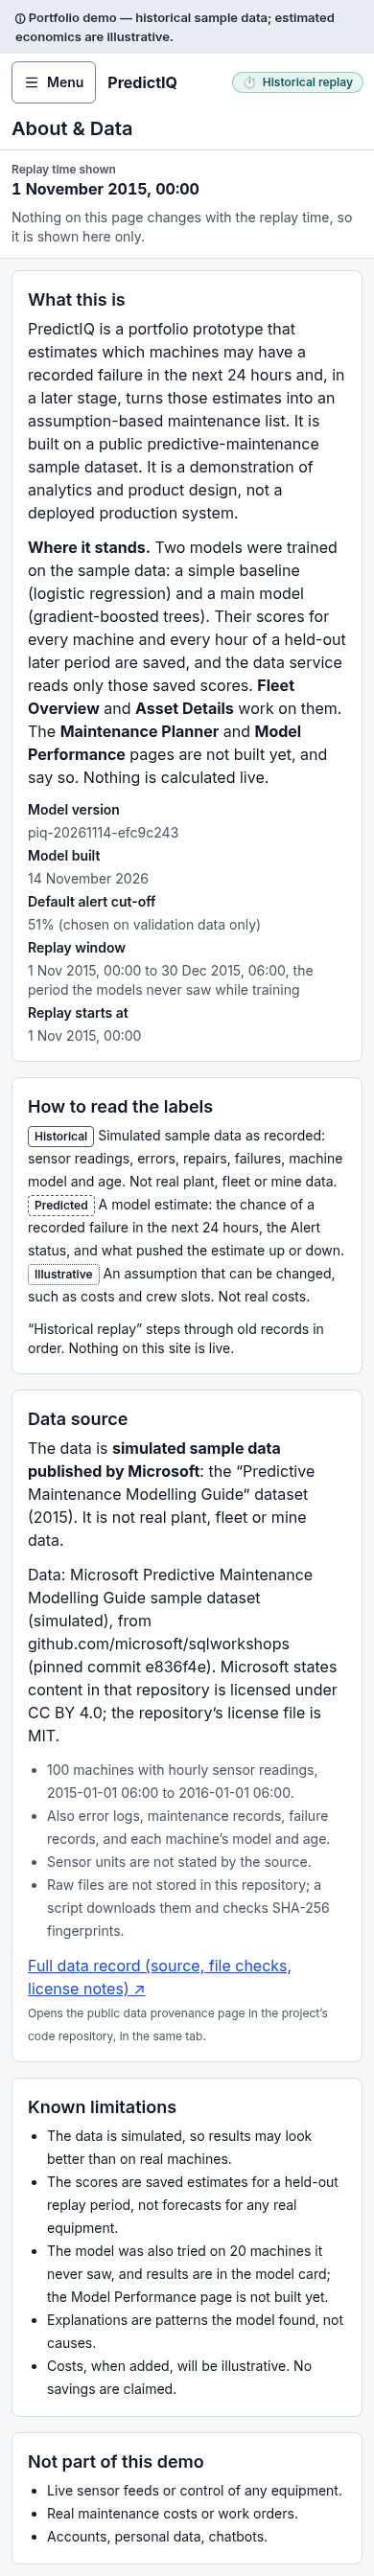 ⓘ Portfolio demo — historical sample data; estimated
economics are illustrative.
☰ Menu PredictIQ ⏱ Historical replay
About & Data
Replay time shown
1 November 2015, 00:00
Nothing on this page changes with the replay time, so
it is shown here only.
What this is
PredictIQ is a portfolio prototype that
estimates which machines may have a
recorded failure in the next 24 hours and, in
a later stage, turns those estimates into an
assumption-based maintenance list. It is
built on a public predictive-maintenance
sample dataset. It is a demonstration of
analytics and product design, not a
deployed production system.
Where it stands. Two models were trained
on the sample data: a simple baseline
(logistic regression) and a main model
(gradient-boosted trees). Their scores for
every machine and every hour of a held-out
later period are saved, and the data service
reads only those saved scores. Fleet
Overview and Asset Details work on them.
The Maintenance Planner and Model
Performance pages are not built yet, and
say so. Nothing is calculated live.
Model version
piq-20261114-efc9c243
Model built
14 November 2026
Default alert cut-off
51% (chosen on validation data only)
Replay window
1 Nov 2015, 00:00 to 30 Dec 2015, 06:00, the
period the models never saw while training
Replay starts at
1 Nov 2015, 00:00
How to read the labels
Historical Simulated sample data as recorded:
sensor readings, errors, repairs, failures, machine
model and age. Not real plant, fleet or mine data.
Predicted A model estimate: the chance of a
recorded failure in the next 24 hours, the Alert
status, and what pushed the estimate up or down.
Illustrative An assumption that can be changed,
such as costs and crew slots. Not real costs.
“Historical replay” steps through old records in
order. Nothing on this site is live.
Data source
The data is simulated sample data
published by Microsoft: the “Predictive
Maintenance Modelling Guide” dataset
(2015). It is not real plant, fleet or mine
data.
Data: Microsoft Predictive Maintenance
Modelling Guide sample dataset
(simulated), from
github.com/microsoft/sqlworkshops
(pinned commit e836f4e). Microsoft states
content in that repository is licensed under
CC BY 4.0; the repository’s license file is
MIT.
• 100 machines with hourly sensor readings,
2015-01-01 06:00 to 2016-01-01 06:00.
• Also error logs, maintenance records, failure
records, and each machine’s model and age.
• Sensor units are not stated by the source.
• Raw files are not stored in this repository; a
script downloads them and checks SHA-256
fingerprints.
Full data record (source, file checks,
license notes) ↗
Opens the public data provenance page in the project’s
code repository, in the same tab.
Known limitations
• The data is simulated, so results may look
better than on real machines.
• The scores are saved estimates for a held-out
replay period, not forecasts for any real
equipment.
• The model was also tried on 20 machines it
never saw, and results are in the model card;
the Model Performance page is not built yet.
• Explanations are patterns the model found, not
causes.
• Costs, when added, will be illustrative. No
savings are claimed.
Not part of this demo
• Live sensor feeds or control of any equipment.
• Real maintenance costs or work orders.
• Accounts, personal data, chatbots.